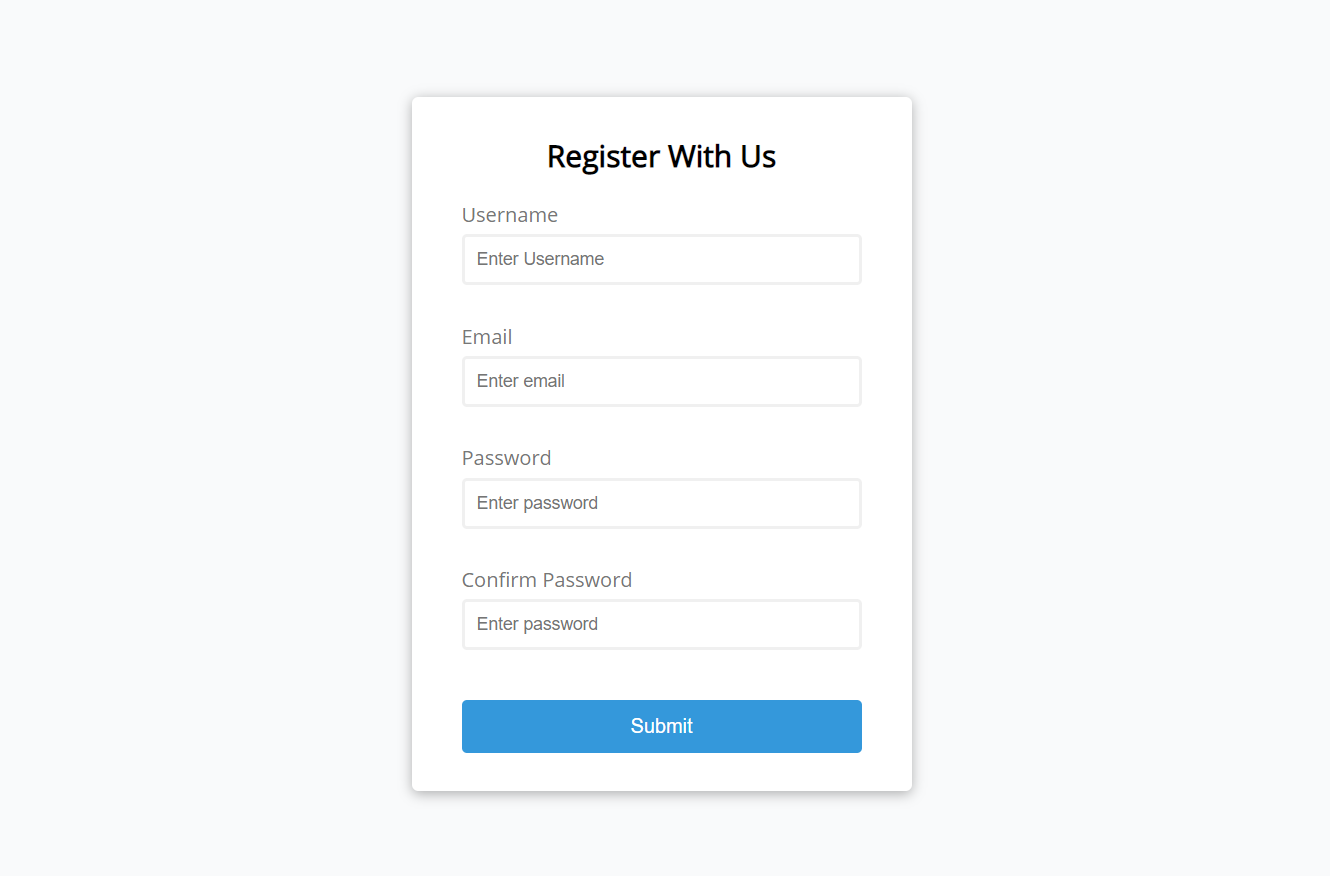 Register With Us
Username
Enter Username
Email
Enter email
Password
Enter password
Confirm Password
Enter password
Submit